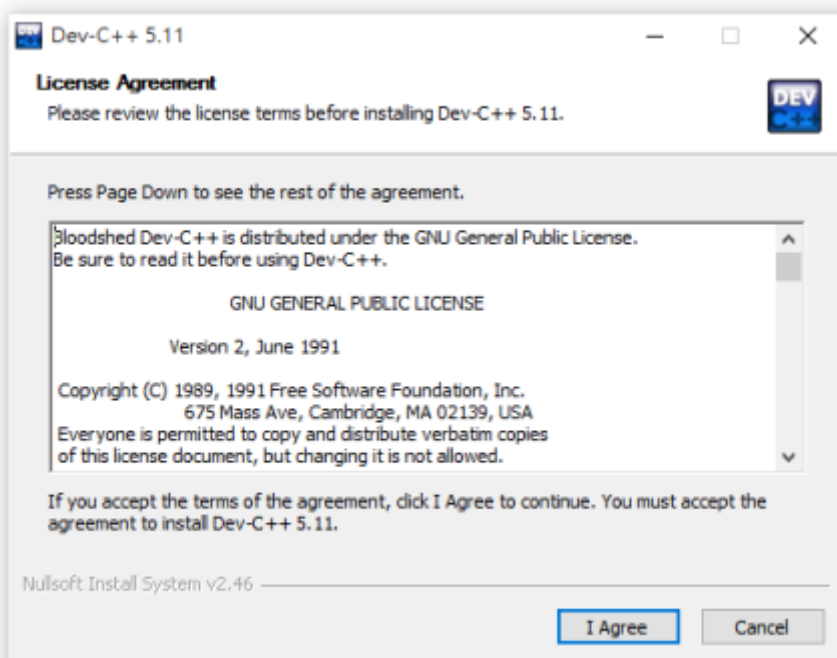 Dev-C++ 5.11
License Agreement
Please review the license terms before installing Dev-C++ 5.11.
DEV
C++
Press Page Down to see the rest of the agreement.
Bloodshed Dev-C++ is distributed under the GNU General Public License.
Be sure to read it before using Dev-C++.
GNU GENERAL PUBLIC LICENSE
Version 2, June 1991
Copyright (C) 1989, 1991 Free Software Foundation, Inc.
675 Mass Ave, Cambridge, MA 02139, USA
Everyone is permitted to copy and distribute verbatim copies
of this license document, but changing it is not allowed.
If you accept the terms of the agreement, click I Agree to continue. You must accept the
agreement to install Dev-C++ 5.11.
Nullsoft Install System v2.46
I Agree
Cancel